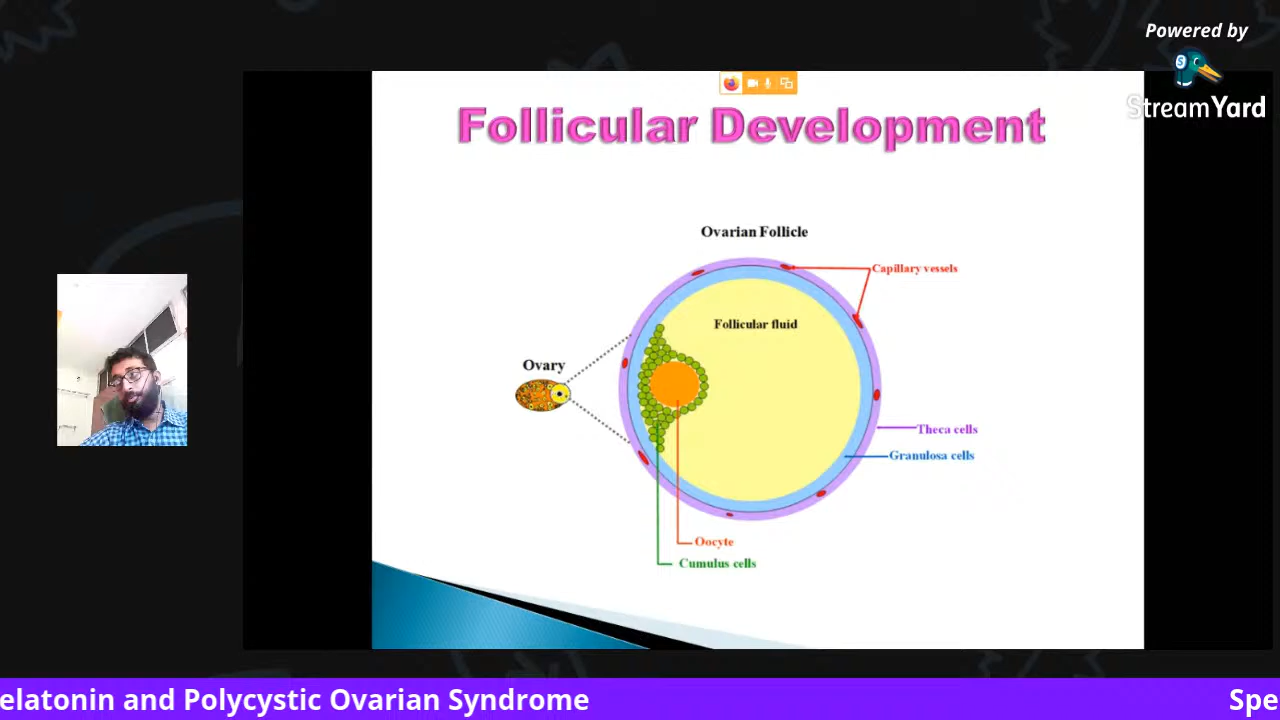 Powered by
StreamYard
Follicular Development
Ovarian Follicle
Capillary vessels
Follicular fluid
Ovary
Theca cells
Granulosa cells
Oocyte
Cumulus cells
elatonin and Polycystic Ovarian Syndrome
Spe